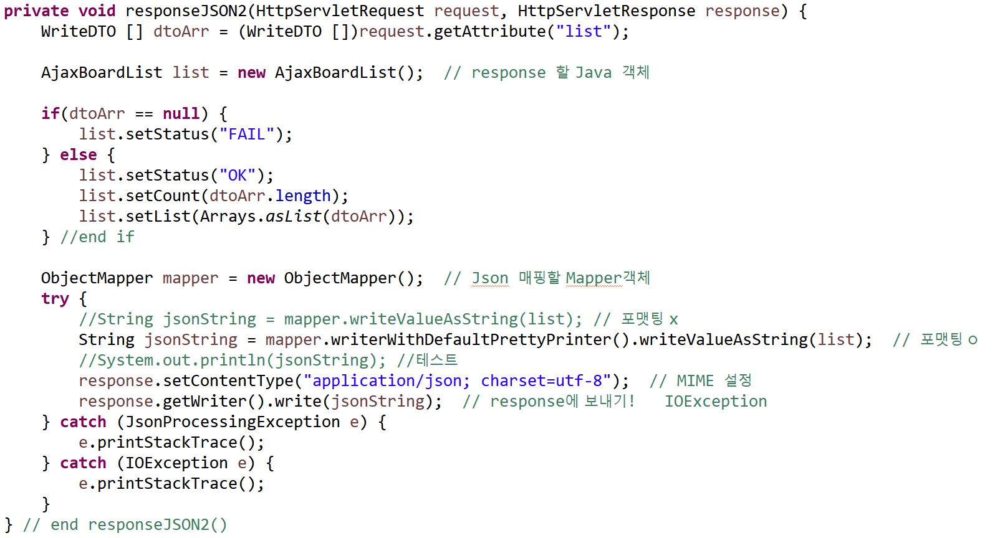 private void responseJSON2(HttpServletRequest request, HttpServletResponse response) {
    WriteDTO [] dtoArr = (WriteDTO [])request.getAttribute("list");
    AjaxBoardList list = new AjaxBoardList();  // response 할 Java 객체
    if(dtoArr == null) {
        list.setStatus("FAIL");
    } else {
        list.setStatus("OK");
        list.setCount(dtoArr.length);
        list.setList(Arrays.asList(dtoArr));
    } //end if
    ObjectMapper mapper = new ObjectMapper();  // Json 매핑할 Mapper객체
    try {
        //String jsonString = mapper.writeValueAsString(list); // 포맷팅 x
        String jsonString = mapper.writerWithDefaultPrettyPrinter().writeValueAsString(list);  // 포맷팅 ㅇ
        //System.out.println(jsonString); //테스트
        response.setContentType("application/json; charset=utf-8");  // MIME 설정
        response.getWriter().write(jsonString);  // response에 보내기!   IOException
    } catch (JsonProcessingException e) {
        e.printStackTrace();
    } catch (IOException e) {
        e.printStackTrace();
    }
} // end responseJSON2()